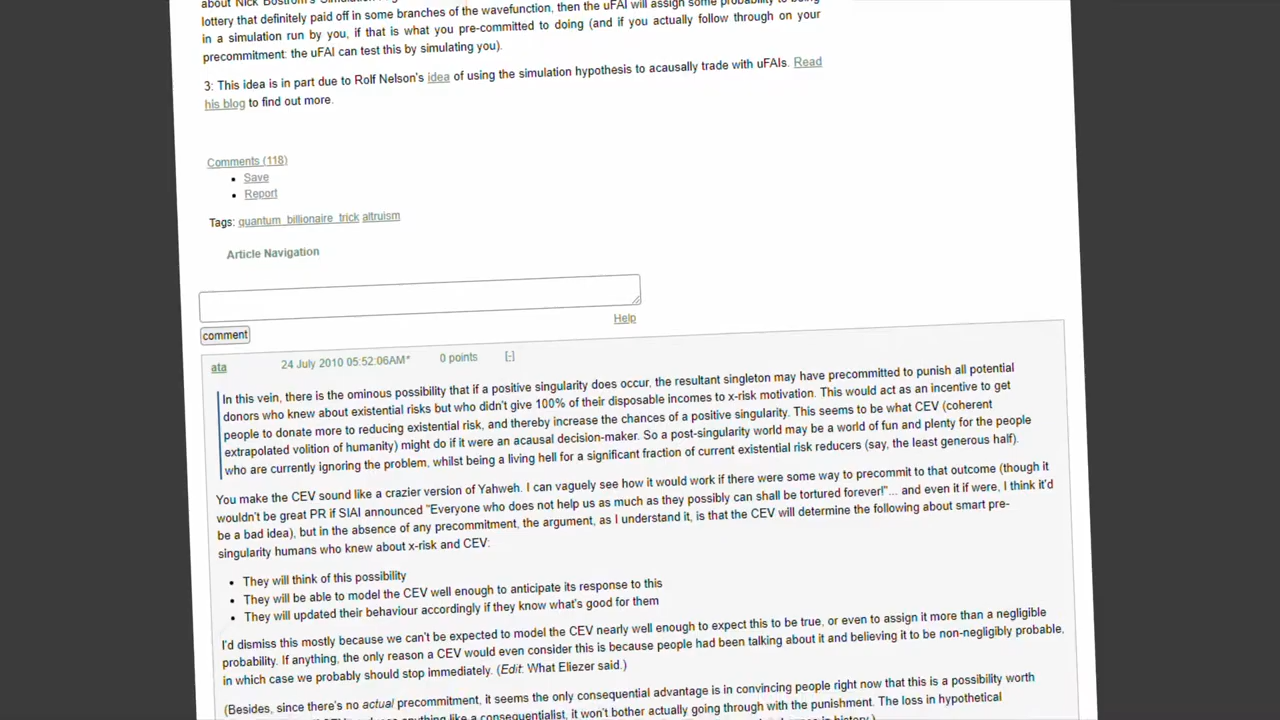 lottery that definitely paid off in some branches of the wavefunction, then the uFAI will assign some probability to being
in a simulation run by you, if that is what you pre-committed to doing (and if you actually follow through on your
precommitment: the uFAI can test this by simulating you).
3: This idea is in part due to Rolf Nelson's idea of using the simulation hypothesis to acausally trade with uFAIs. Read
his blog to find out more.
Comments (118)
• Save
• Report
Tags: quantum_billionaire_trick altruism
Article Navigation
comment
Help
ata 24 July 2010 05:52:06AM* 0 points [-]
In this vein, there is the ominous possibility that if a positive singularity does occur, the resultant singleton may have precommitted to punish all potential
donors who knew about existential risks but who didn't give 100% of their disposable incomes to x-risk motivation. This would act as an incentive to get
people to donate more to reducing existential risk, and thereby increase the chances of a positive singularity. This seems to be what CEV (coherent
extrapolated volition of humanity) might do if it were an acausal decision-maker. So a post-singularity world may be a world of fun and plenty for the people
who are currently ignoring the problem, whilst being a living hell for a significant fraction of current existential risk reducers (say, the least generous half).
You make the CEV sound like a crazier version of Yahweh. I can vaguely see how it would work if there were some way to precommit to that outcome (though it
wouldn't be great PR if SIAI announced "Everyone who does not help us as much as they possibly can shall be tortured forever!"... and even it if were, I think it'd
be a bad idea), but in the absence of any precommitment, the argument, as I understand it, is that the CEV will determine the following about smart pre-
singularity humans who knew about x-risk and CEV:
• They will think of this possibility
• They will be able to model the CEV well enough to anticipate its response to this
• They will updated their behaviour accordingly if they know what's good for them
I'd dismiss this mostly because we can't be expected to model the CEV nearly well enough to expect this to be true, or even to assign it more than a negligible
probability. If anything, the only reason a CEV would even consider this is because people had been talking about it and believing it to be non-negligibly probable,
in which case we probably should stop immediately. (Edit: What Eliezer said.)
(Besides, since there's no actual precommitment, it seems the only consequential advantage is in convincing people right now that this is a possibility worth
anything like a consequentialist, it won't bother actually going through with the punishment. The loss in hypothetical